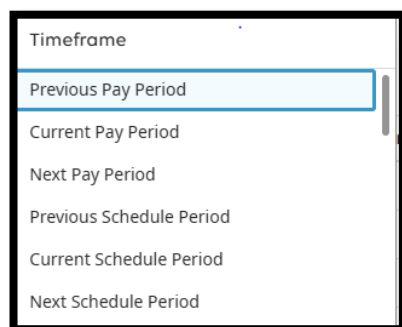 Timeframe
Previous Pay Period
Current Pay Period
Next Pay Period
Previous Schedule Period
Current Schedule Period
Next Schedule Period